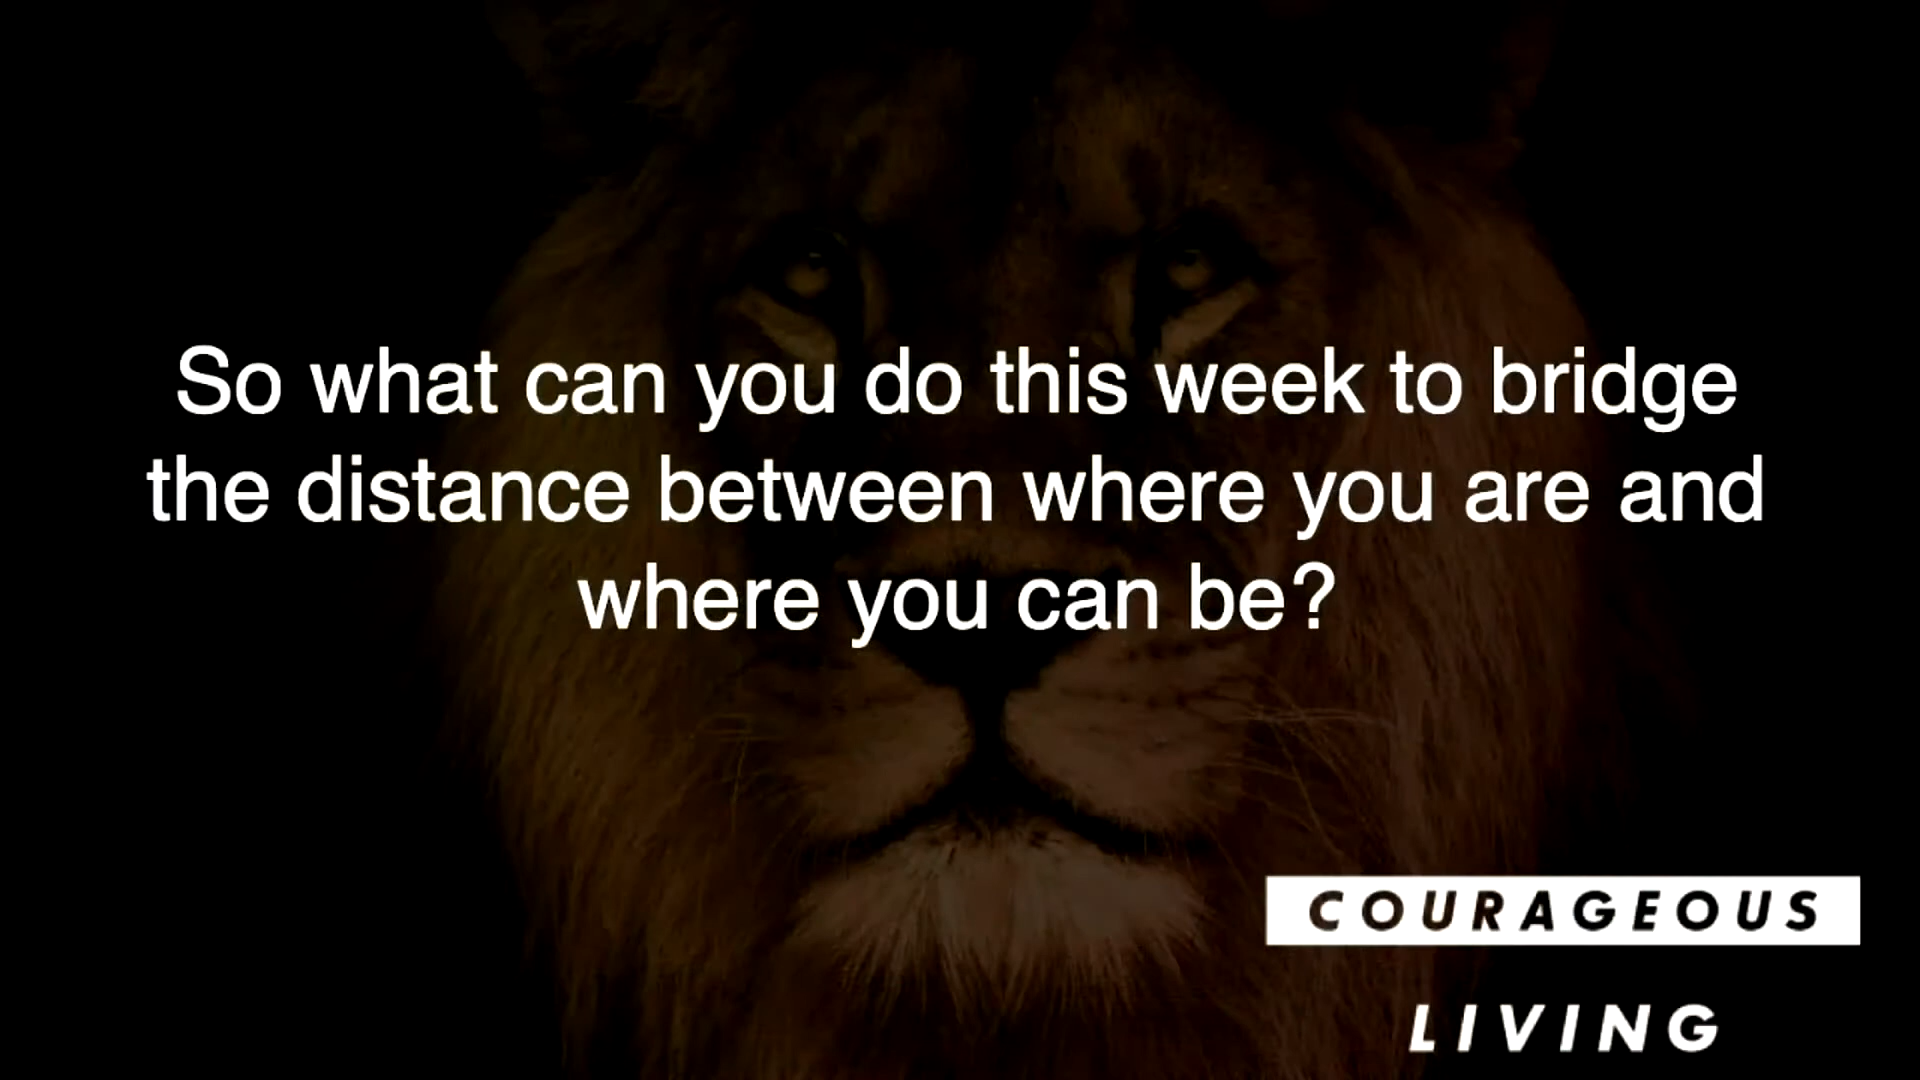 So what can you do this week to bridge
the distance between where you are and
where you can be?
COURAGEOUS
LIVING